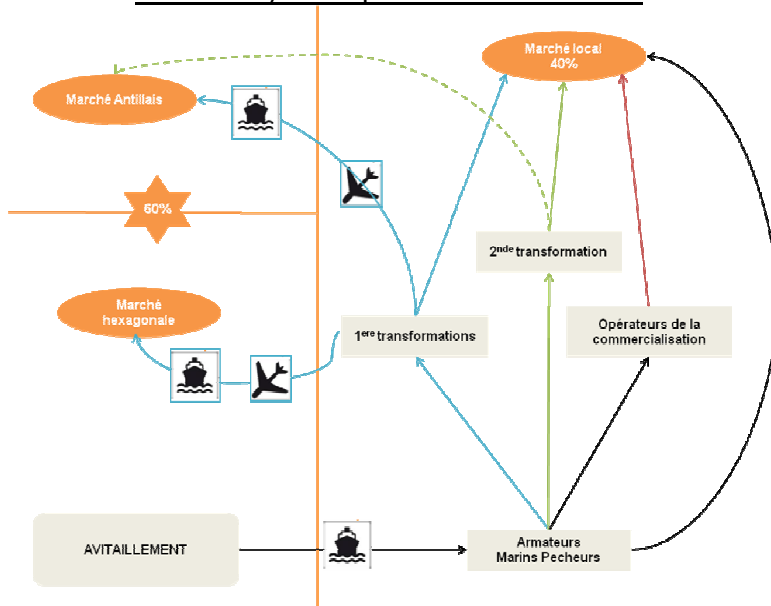 Marché local
40%
Marché Antillais
60%
2nde transformation
Marché
hexagonale
1ere transformations
Opérateurs de la
commercialisation
AVITAILLEMENT
Armateurs
Marins Pecheurs